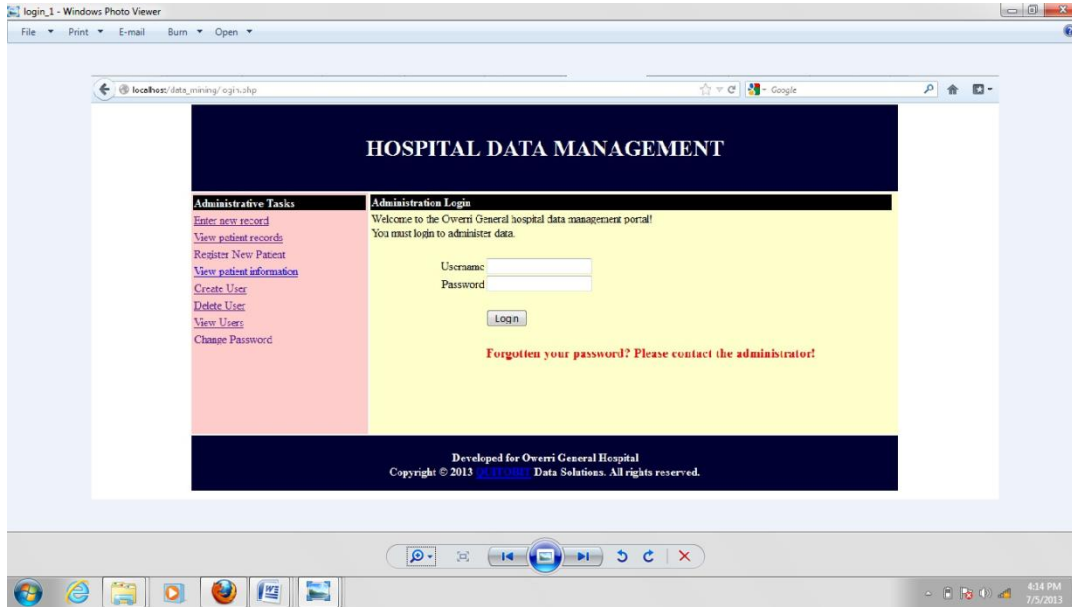 login_1 - Windows Photo Viewer
File Print E-mail Burn Open
localhost/data_mining/login.php
Google
HOSPITAL DATA MANAGEMENT
Administrative Tasks
Enter new record
View patient records
Register New Patient
View patient information
Create User
Delete User
View Users
Change Password
Administration Login
Welcome to the Owerri General hospital data management portal!
You must login to administer data.
Username
Password
Login
Forgotten your password? Please contact the administrator!
Developed for Owerri General Hospital
Copyright © 2013 Data Solutions. All rights reserved.
4:14 PM
7/5/2013